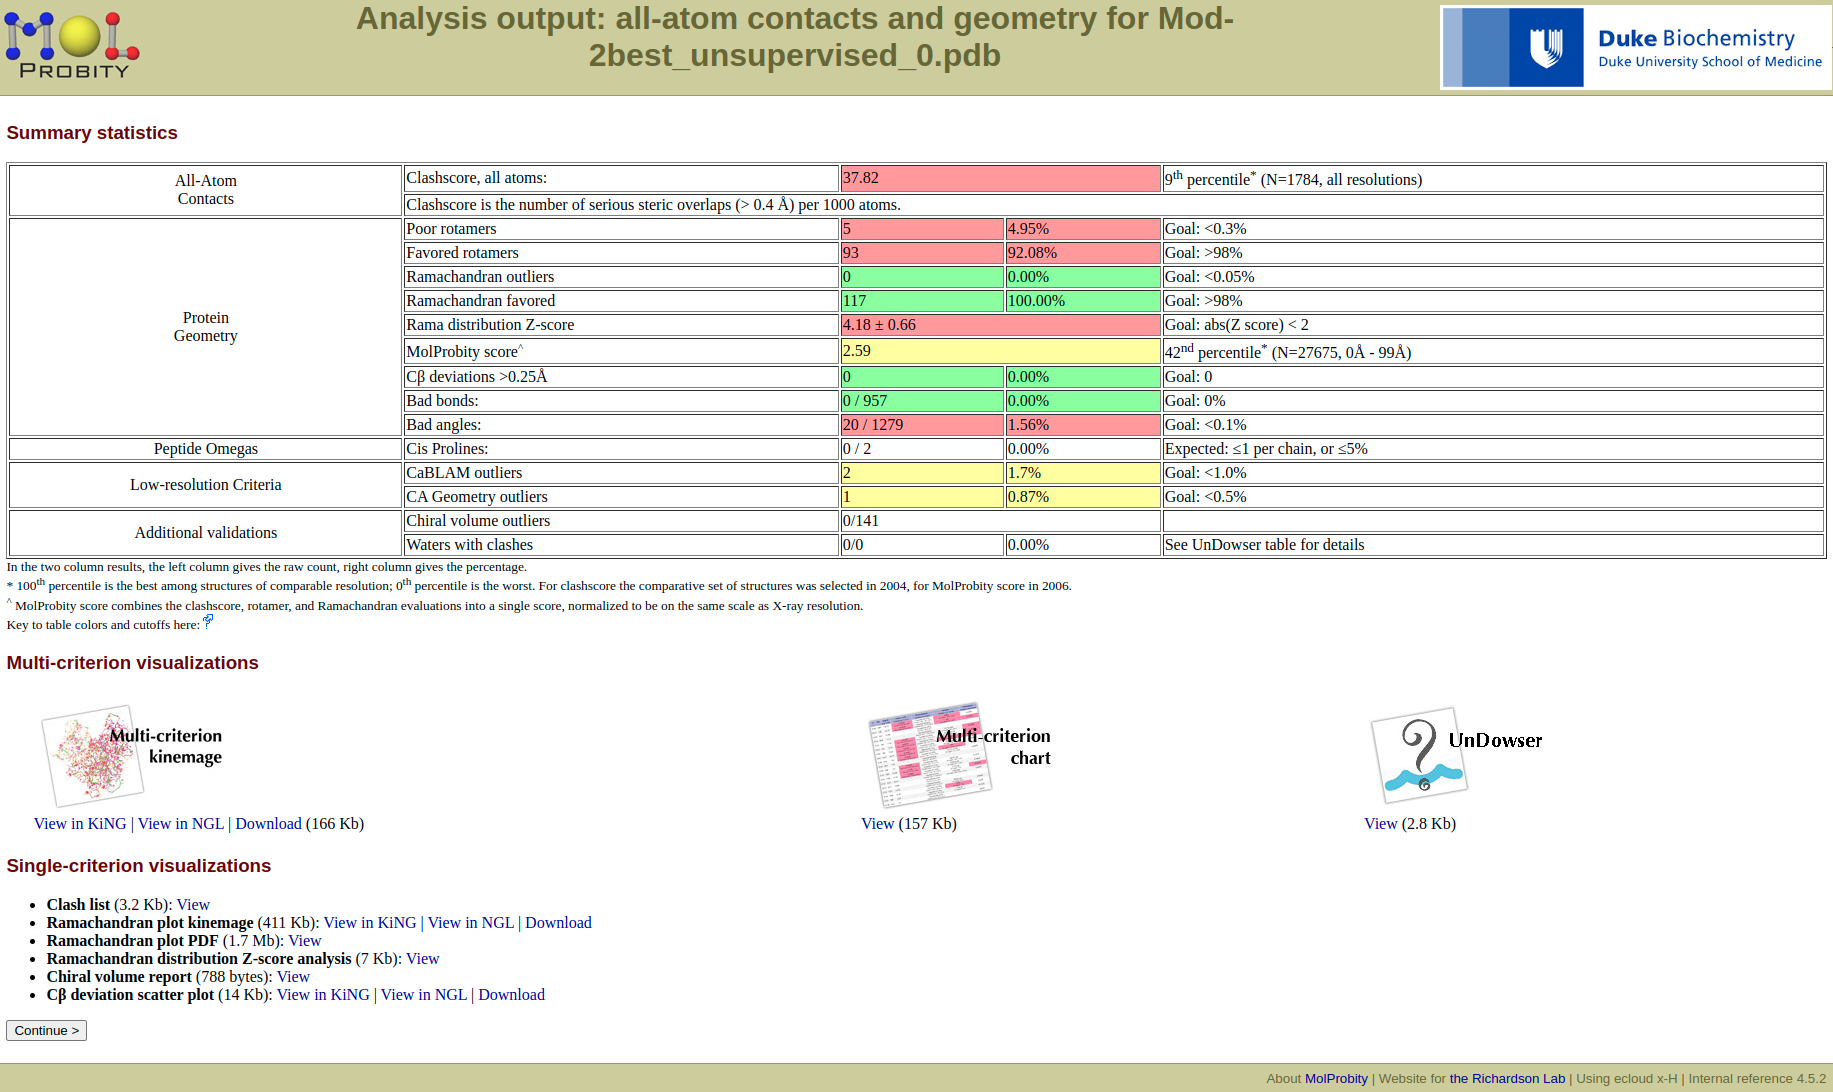 MOL
PROBITY
Analysis output: all-atom contacts and geometry for Mod-
2best_unsupervised_0.pdb
Duke Biochemistry
Duke University School of Medicine
Summary statistics
All-Atom
Contacts
Clashscore, all atoms: 37.82 9th percentile* (N=1784, all resolutions)
Clashscore is the number of serious steric overlaps (> 0.4 Å) per 1000 atoms.
Protein
Geometry
Poor rotamers 5 4.95% Goal: <0.3%
Favored rotamers 93 92.08% Goal: >98%
Ramachandran outliers 0 0.00% Goal: <0.05%
Ramachandran favored 117 100.00% Goal: >98%
Rama distribution Z-score 4.18 ± 0.66 Goal: abs(Z score) < 2
MolProbity score^ 2.59 42nd percentile* (N=27675, 0Å - 99Å)
Cβ deviations >0.25Å 0 0.00% Goal: 0
Bad bonds: 0 / 957 0.00% Goal: 0%
Bad angles: 20 / 1279 1.56% Goal: <0.1%
Peptide Omegas Cis Prolines: 0 / 2 0.00% Expected: ≤1 per chain, or ≤5%
Low-resolution Criteria
CaBLAM outliers 2 1.7% Goal: <1.0%
CA Geometry outliers 1 0.87% Goal: <0.5%
Additional validations
Chiral volume outliers 0/141
Waters with clashes 0/0 0.00% See UnDowser table for details
In the two column results, the left column gives the raw count, right column gives the percentage.
* 100th percentile is the best among structures of comparable resolution; 0th percentile is the worst. For clashscore the comparative set of structures was selected in 2004, for MolProbity score in 2006.
^ MolProbity score combines the clashscore, rotamer, and Ramachandran evaluations into a single score, normalized to be on the same scale as X-ray resolution.
Key to table colors and cutoffs here: ?
Multi-criterion visualizations
Multi-criterion
kinemage
Multi-criterion
chart
UnDowser
View in KiNG | View in NGL | Download (166 Kb)
View (157 Kb)
View (2.8 Kb)
Single-criterion visualizations
• Clash list (3.2 Kb): View
• Ramachandran plot kinemage (411 Kb): View in KiNG | View in NGL | Download
• Ramachandran plot PDF (1.7 Mb): View
• Ramachandran distribution Z-score analysis (7 Kb): View
• Chiral volume report (788 bytes): View
• Cβ deviation scatter plot (14 Kb): View in KiNG | View in NGL | Download
Continue >
About MolProbity | Website for the Richardson Lab | Using ecloud x-H | Internal reference 4.5.2